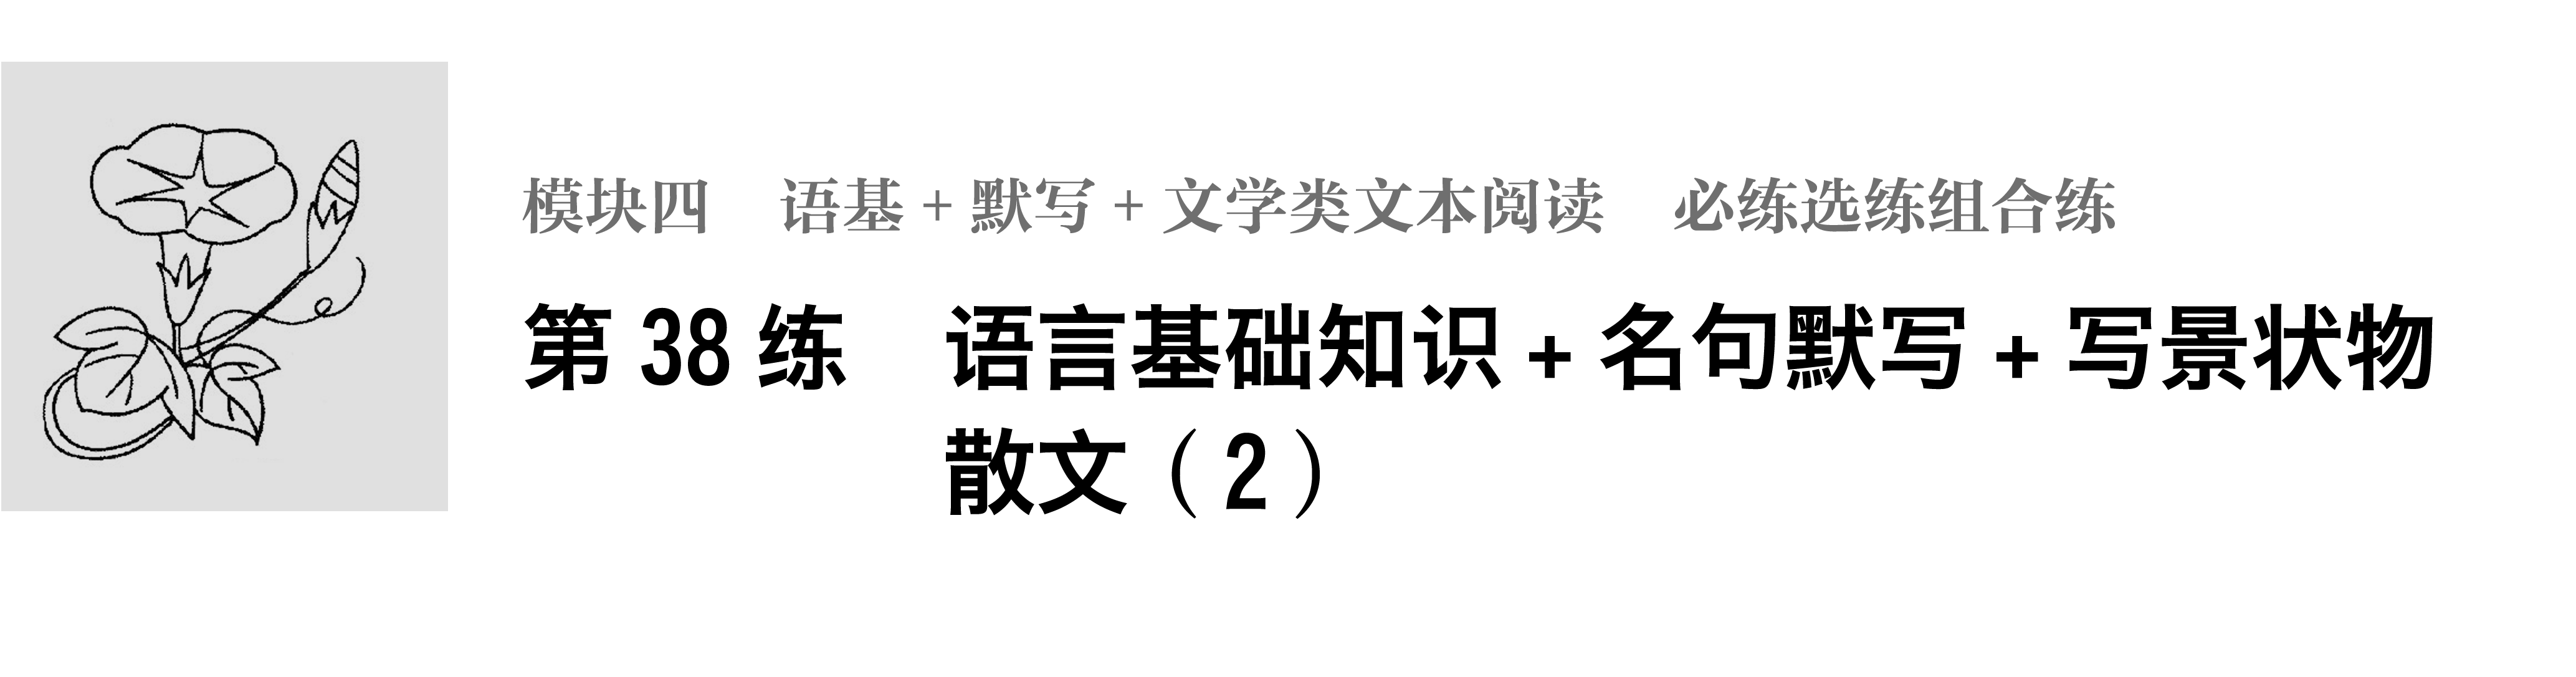 模块四　语基+默写+文学类文本阅读　必练选练组合练
第38练　语言基础知识+名句默写+写景状物
散文（2）